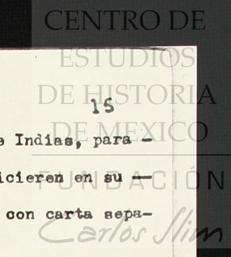 CENTRO DE
ESTUDIOS
DE HISTORIA
15
DE MEXICO
e Indias, para -
icieren en su —
FUNDACIÓN
con carta sepa-
Carlos Slim